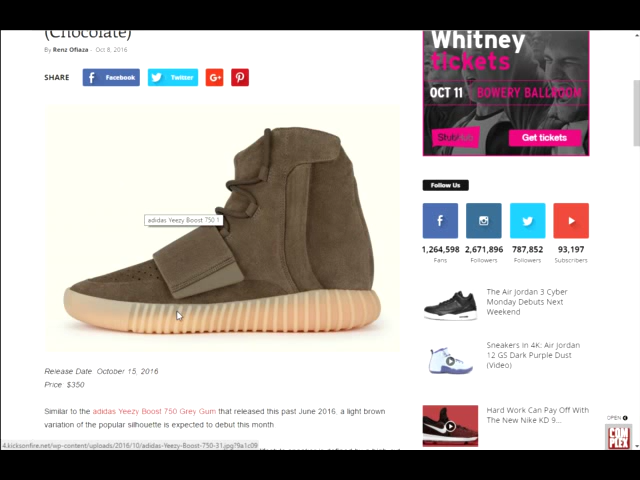 (Chocolate)
By Renz Ofiaza - Oct 8, 2016
SHARE
Facebook
Twitter
G+
adidas Yeezy Boost 750 !
Release Date October 15, 2016
Price $350
Similar to the adidas Yeezy Boost 750 Grey Gum that released this past June 2016, a light brown
variation of the popular silhouette is expected to debut this month
4.kicksonfire.net/wp-content/uploads/2016/10/adidas-Yeezy-Boost-750-31.jpg?9a1c09
Whitney
tickets
OCT 11
BOWERY BALLROOM
StubHub
Get tickets
Follow Us
1,264,598
2,671,896
787,852
93,197
Fans
Followers
Followers
Subscribers
The Air Jordan 3 Cyber
Monday Debuts Next
Weekend
Sneakers In 4K: Air Jordan
12 GS Dark Purple Dust
(Video)
Hard Work Can Pay Off With
The New Nike KD 9...
OPEN
COMPLEX